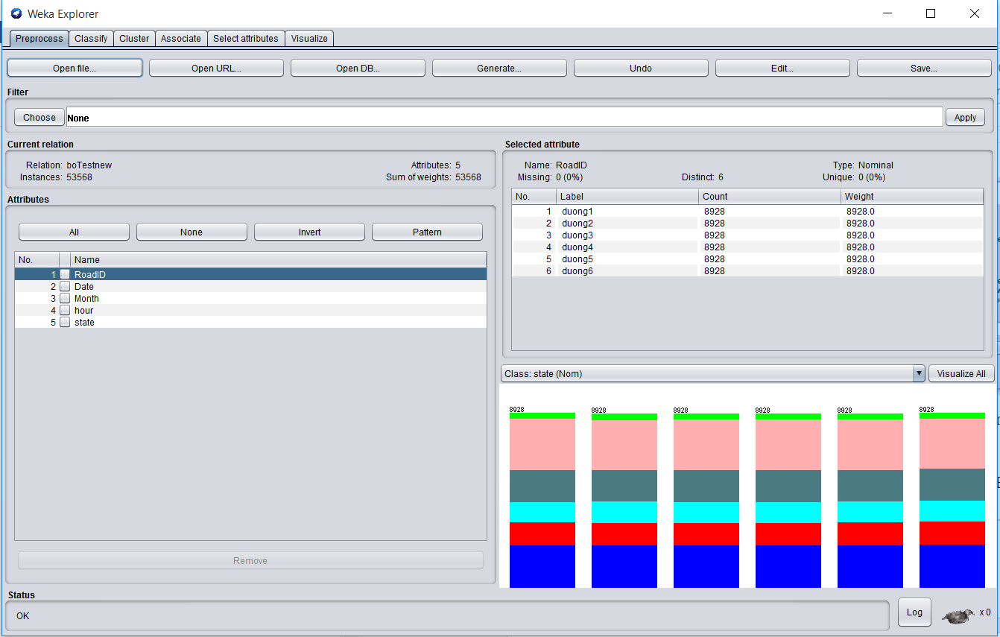 Weka Explorer
Preprocess Classify Cluster Associate Select attributes Visualize
Open file... Open URL... Open DB... Generate... Undo Edit... Save...
Filter
Choose None Apply
Current relation
Relation: boTestnew Attributes: 5
Instances: 53568 Sum of weights: 53568
Attributes
All None Invert Pattern
No. Name
1 RoadID
2 Date
3 Month
4 hour
5 state
Remove
Selected attribute
Name: RoadID Type: Nominal
Missing: 0 (0%) Distinct: 6 Unique: 0 (0%)
No. Label Count Weight
1 duong1 8928 8928.0
2 duong2 8928 8928.0
3 duong3 8928 8928.0
4 duong4 8928 8928.0
5 duong5 8928 8928.0
6 duong6 8928 8928.0
Class: state (Nom) Visualize All
8928 8928 8928 8928 8928 8928
Status
OK Log x 0